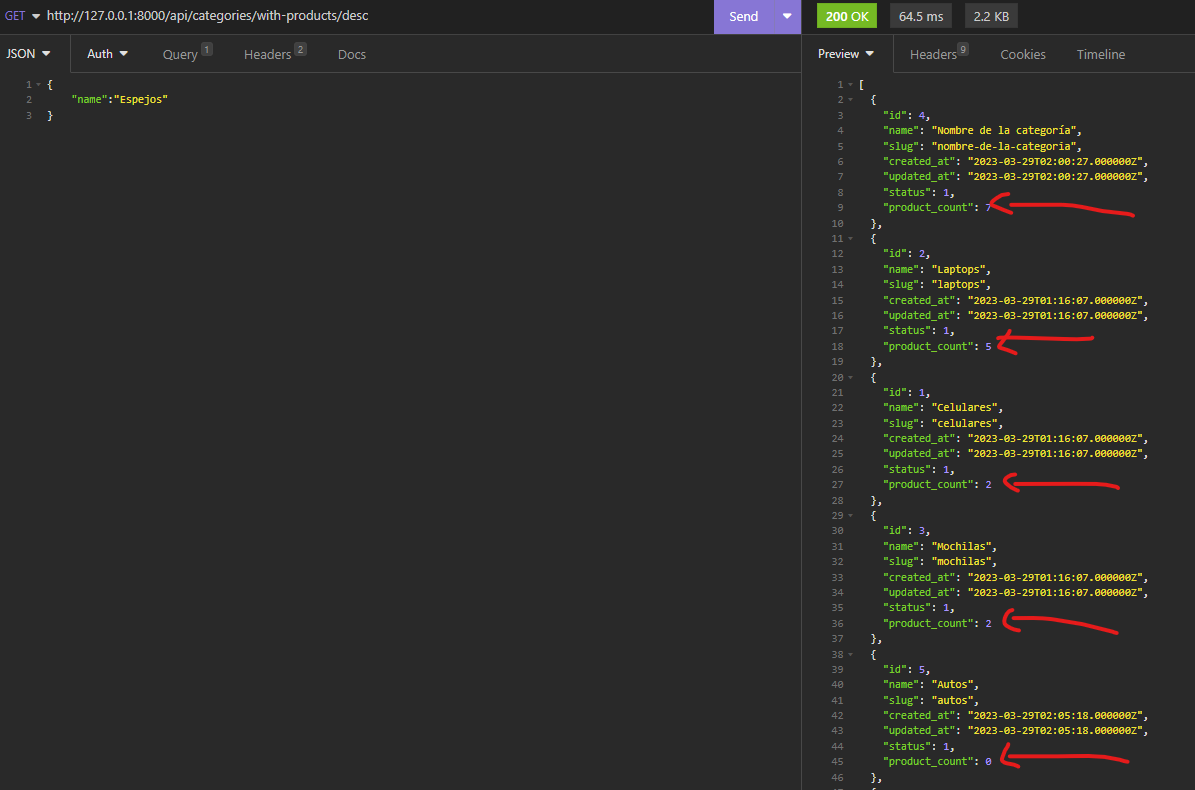 GET http://127.0.0.1:8000/api/categories/with-products/desc Send 200 OK 64.5 ms 2.2 KB
JSON Auth Query 1 Headers 2 Docs
Preview Headers 9 Cookies Timeline
1 {
2 "name":"Espejos"
3 }
1 [
2 {
3 "id": 4,
4 "name": "Nombre de la categoría",
5 "slug": "nombre-de-la-categoria",
6 "created_at": "2023-03-29T02:00:27.000000Z",
7 "updated_at": "2023-03-29T02:00:27.000000Z",
8 "status": 1,
9 "product_count": 7
10 },
11 {
12 "id": 2,
13 "name": "Laptops",
14 "slug": "laptops",
15 "created_at": "2023-03-29T01:16:07.000000Z",
16 "updated_at": "2023-03-29T01:16:07.000000Z",
17 "status": 1,
18 "product_count": 5
19 },
20 {
21 "id": 1,
22 "name": "Celulares",
23 "slug": "celulares",
24 "created_at": "2023-03-29T01:16:07.000000Z",
25 "updated_at": "2023-03-29T01:16:07.000000Z",
26 "status": 1,
27 "product_count": 2
28 },
29 {
30 "id": 3,
31 "name": "Mochilas",
32 "slug": "mochilas",
33 "created_at": "2023-03-29T01:16:07.000000Z",
34 "updated_at": "2023-03-29T01:16:07.000000Z",
35 "status": 1,
36 "product_count": 2
37 },
38 {
39 "id": 5,
40 "name": "Autos",
41 "slug": "autos",
42 "created_at": "2023-03-29T02:05:18.000000Z",
43 "updated_at": "2023-03-29T02:05:18.000000Z",
44 "status": 1,
45 "product_count": 0
46 },